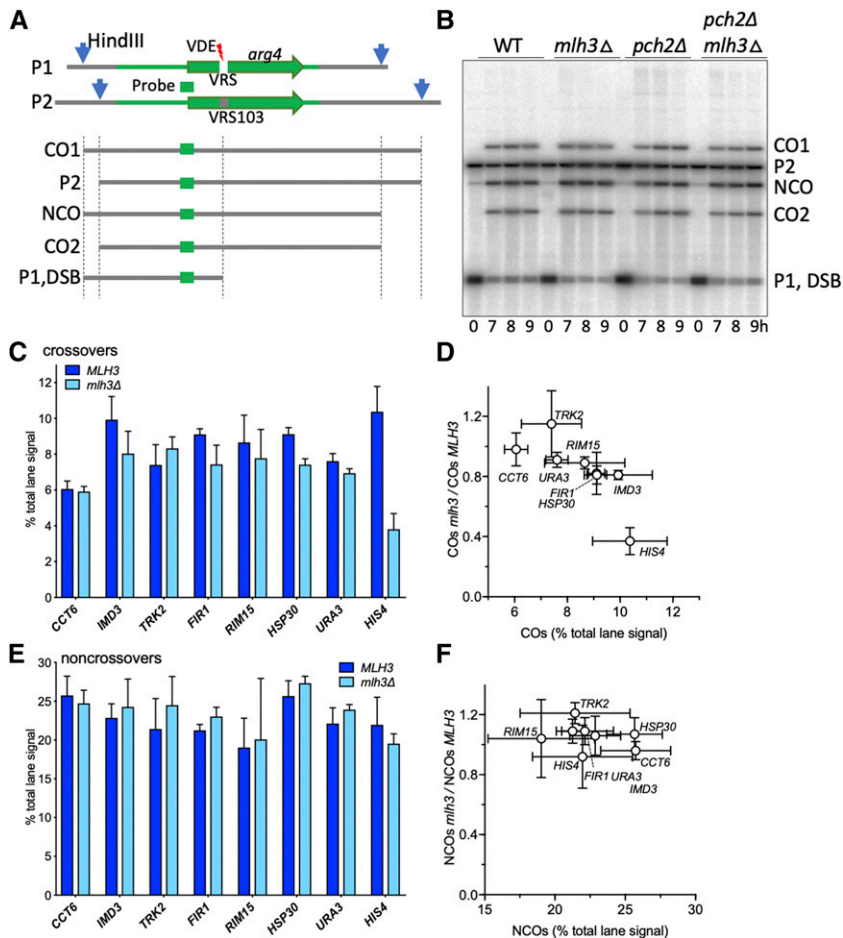 A
HindIII
VDE
arg4
P1
VRS
Probe
P2
VRS103
CO1
P2
NCO
CO2
P1,DSB
B
pch2Δ
WT mlh3Δ pch2Δ mlh3Δ
CO1
P2
NCO
CO2
P1, DSB
0 7 8 9 0 7 8 9 0 7 8 9 0 7 8 9h
C crossovers
MLH3
mlh3Δ
% total lane signal
12
10
8
6
4
2
0
CCT6 IMD3 TRK2 FIR1 RIM15 HSP30 URA3 HIS4
D
COs mlh3 / COs MLH3
1.2
0.8
0.4
0.0
TRK2
RIM15
CCT6
URA3
FIR1
HSP30
IMD3
HIS4
6 8 10 12
COs (% total lane signal)
E noncrossovers
MLH3
mlh3Δ
% total lane signal
30
25
20
15
10
5
0
CCT6 IMD3 TRK2 FIR1 RIM15 HSP30 URA3 HIS4
F
NCOs mlh3 / NCOs MLH3
1.2
0.8
0.4
0.0
TRK2
RIM15
HSP30
HIS4
CCT6
FIR1 URA3
IMD3
15 20 25 30
NCOs (% total lane signal)